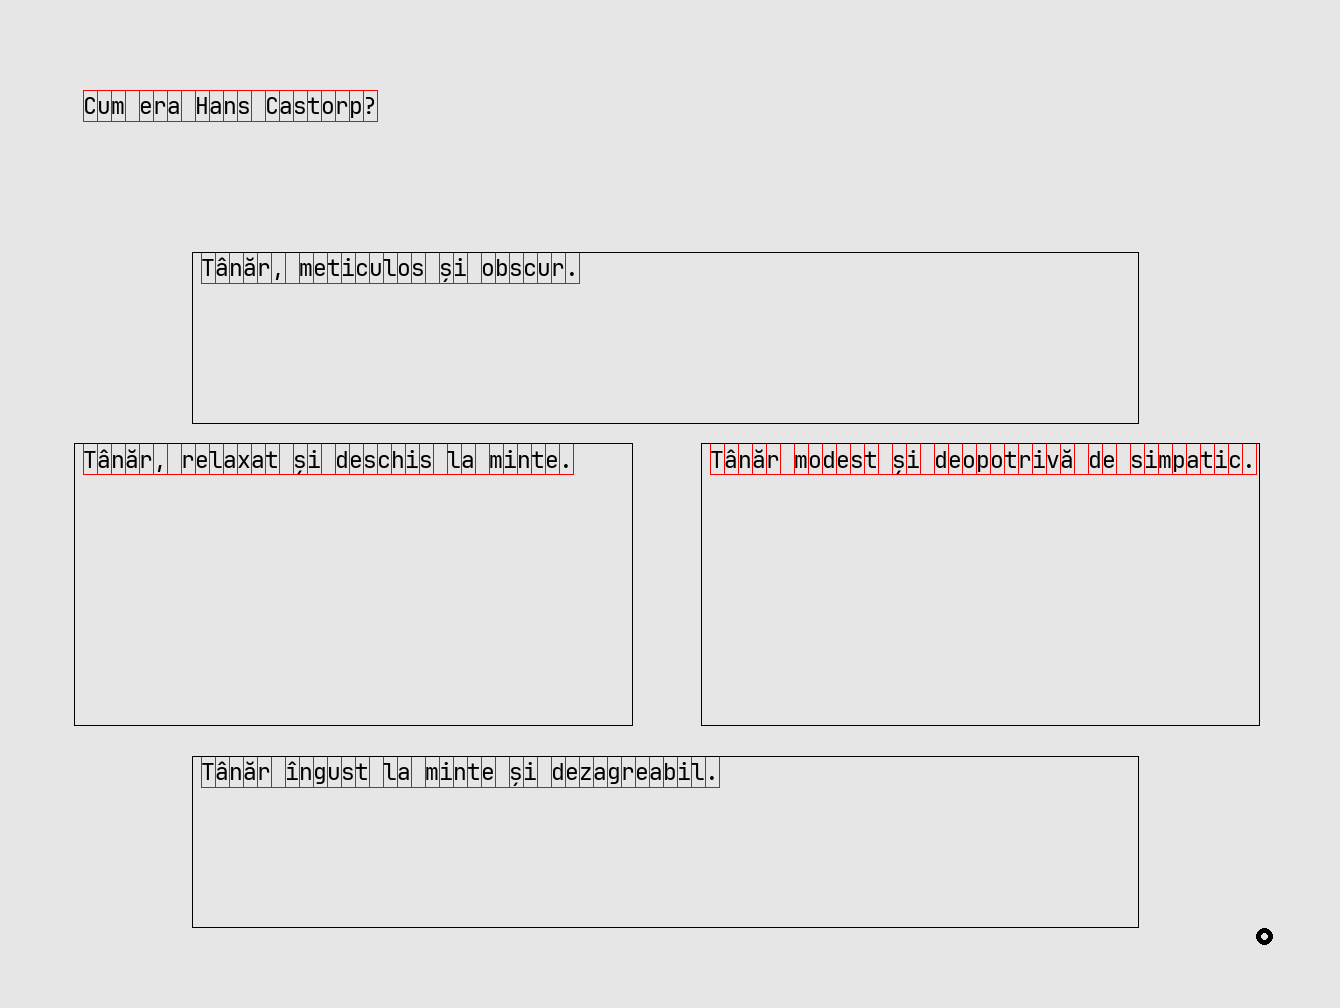 Cum era Hans Castorp?
Tânăr, meticulos și obscur.
Tânăr, relaxat și deschis la minte.
Tânăr modest și deopotrivă de simpatic.
Tânăr îngust la minte și dezagreabil.